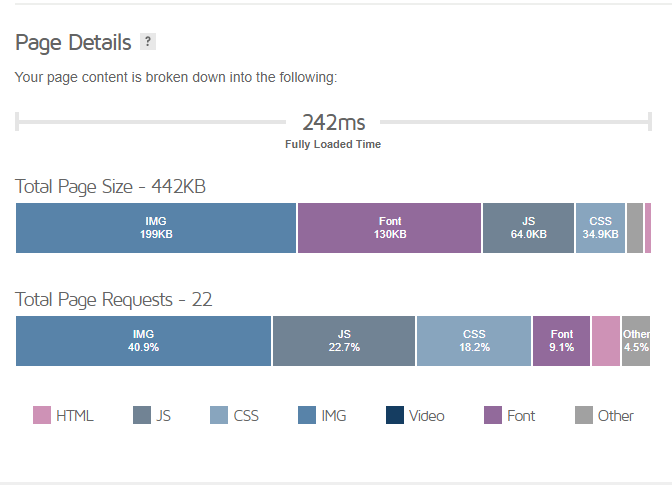 Page Details ?
Your page content is broken down into the following:
242ms
Fully Loaded Time
Total Page Size - 442KB
IMG Font JS CSS
199KB 130KB 64.0KB 34.9KB
Total Page Requests - 22
IMG JS CSS Font Other
40.9% 22.7% 18.2% 9.1% 4.5%
HTML JS CSS IMG Video Font Other